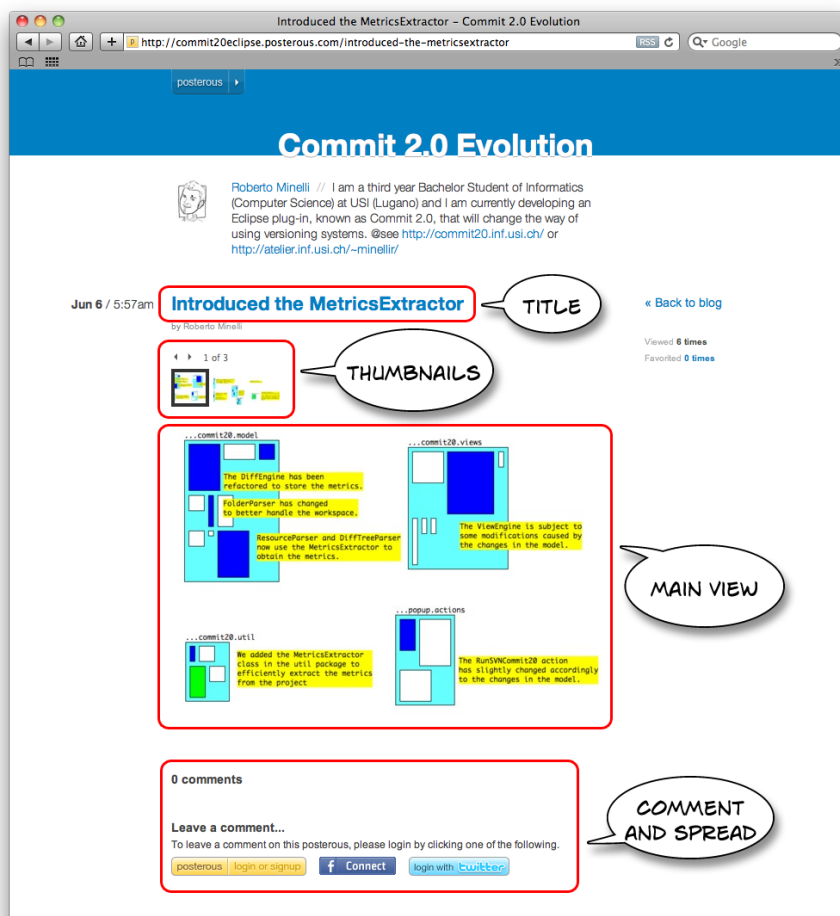 Introduced the MetricsExtractor – Commit 2.0 Evolution
http://commit20eclipse.posterous.com/introduced-the-metricsextractor
RSS
Google
posterous
Commit 2.0 Evolution
Roberto Minelli // I am a third year Bachelor Student of Informatics
(Computer Science) at USI (Lugano) and I am currently developing an
Eclipse plug-in, known as Commit 2.0, that will change the way of
using versioning systems. @see http://commit20.inf.usi.ch/ or
http://atelier.inf.usi.ch/~minellir/
Jun 6 / 5:57am
Introduced the MetricsExtractor
TITLE
« Back to blog
by Roberto Minelli
Viewed 6 times
Favorited 0 times
1 of 3
THUMBNAILS
...commit20.model
The DiffEngine has been
refactored to store the metrics.
FolderParser has changed
to better handle the workspace.
ResourceParser and DiffTreeParser
now use the MetricsExtractor to
obtain the metrics.
...commit20.views
The ViewEngine is subject to
some modifications caused by
the changes in the model.
MAIN VIEW
...commit20.util
We added the MetricsExtractor
class in the util package to
efficiently extract the metrics
from the project
...popup.actions
The RunSVNCommit20 action
has slightly changed accordingly
to the changes in the model.
0 comments
COMMENT
AND SPREAD
Leave a comment...
To leave a comment on this posterous, please login by clicking one of the following.
posterous login or signup
f Connect
login with twitter